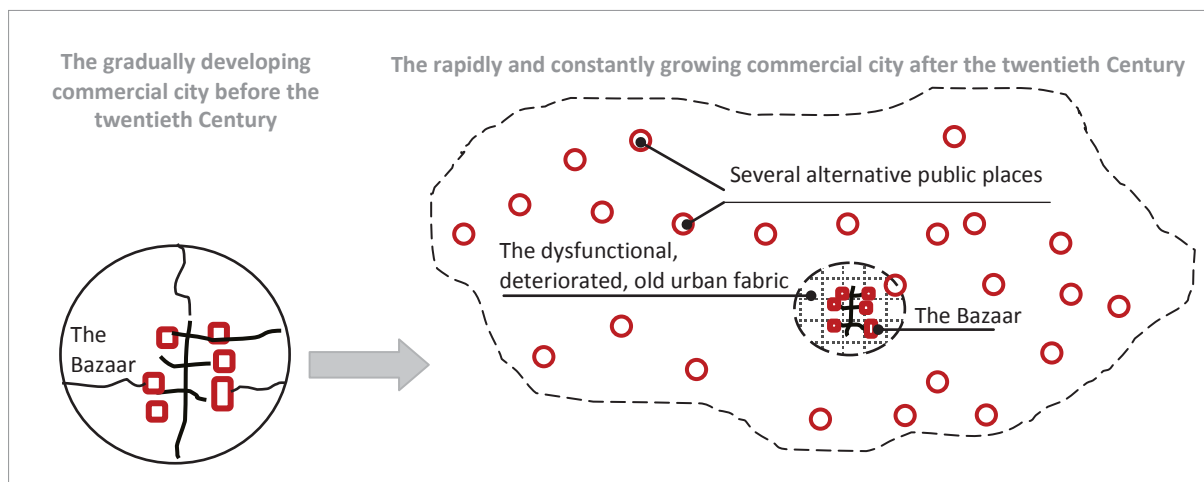 The gradually developing
commercial city before the
twentieth Century
The rapidly and constantly growing commercial city after the twentieth Century
Several alternative public places
The dysfunctional,
deteriorated, old urban fabric
The Bazaar
The
Bazaar